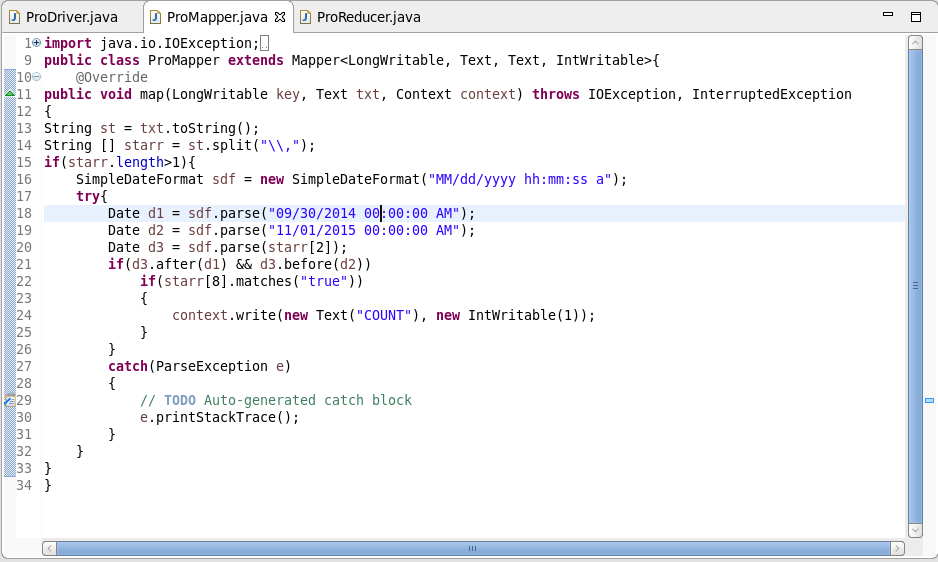 ProDriver.java ProMapper.java ProReducer.java
1 import java.io.IOException;
9 public class ProMapper extends Mapper<LongWritable, Text, Text, IntWritable>{
10 @Override
11 public void map(LongWritable key, Text txt, Context context) throws IOException, InterruptedException
12 {
13 String st = txt.toString();
14 String [] starr = st.split("\\,");
15 if(starr.length>1){
16 SimpleDateFormat sdf = new SimpleDateFormat("MM/dd/yyyy hh:mm:ss a");
17 try{
18 Date d1 = sdf.parse("09/30/2014 00:00:00 AM");
19 Date d2 = sdf.parse("11/01/2015 00:00:00 AM");
20 Date d3 = sdf.parse(starr[2]);
21 if(d3.after(d1) && d3.before(d2))
22 if(starr[8].matches("true"))
23 {
24 context.write(new Text("COUNT"), new IntWritable(1));
25 }
26 }
27 catch(ParseException e)
28 {
29 // TODO Auto-generated catch block
30 e.printStackTrace();
31 }
32 }
33 }
34 }